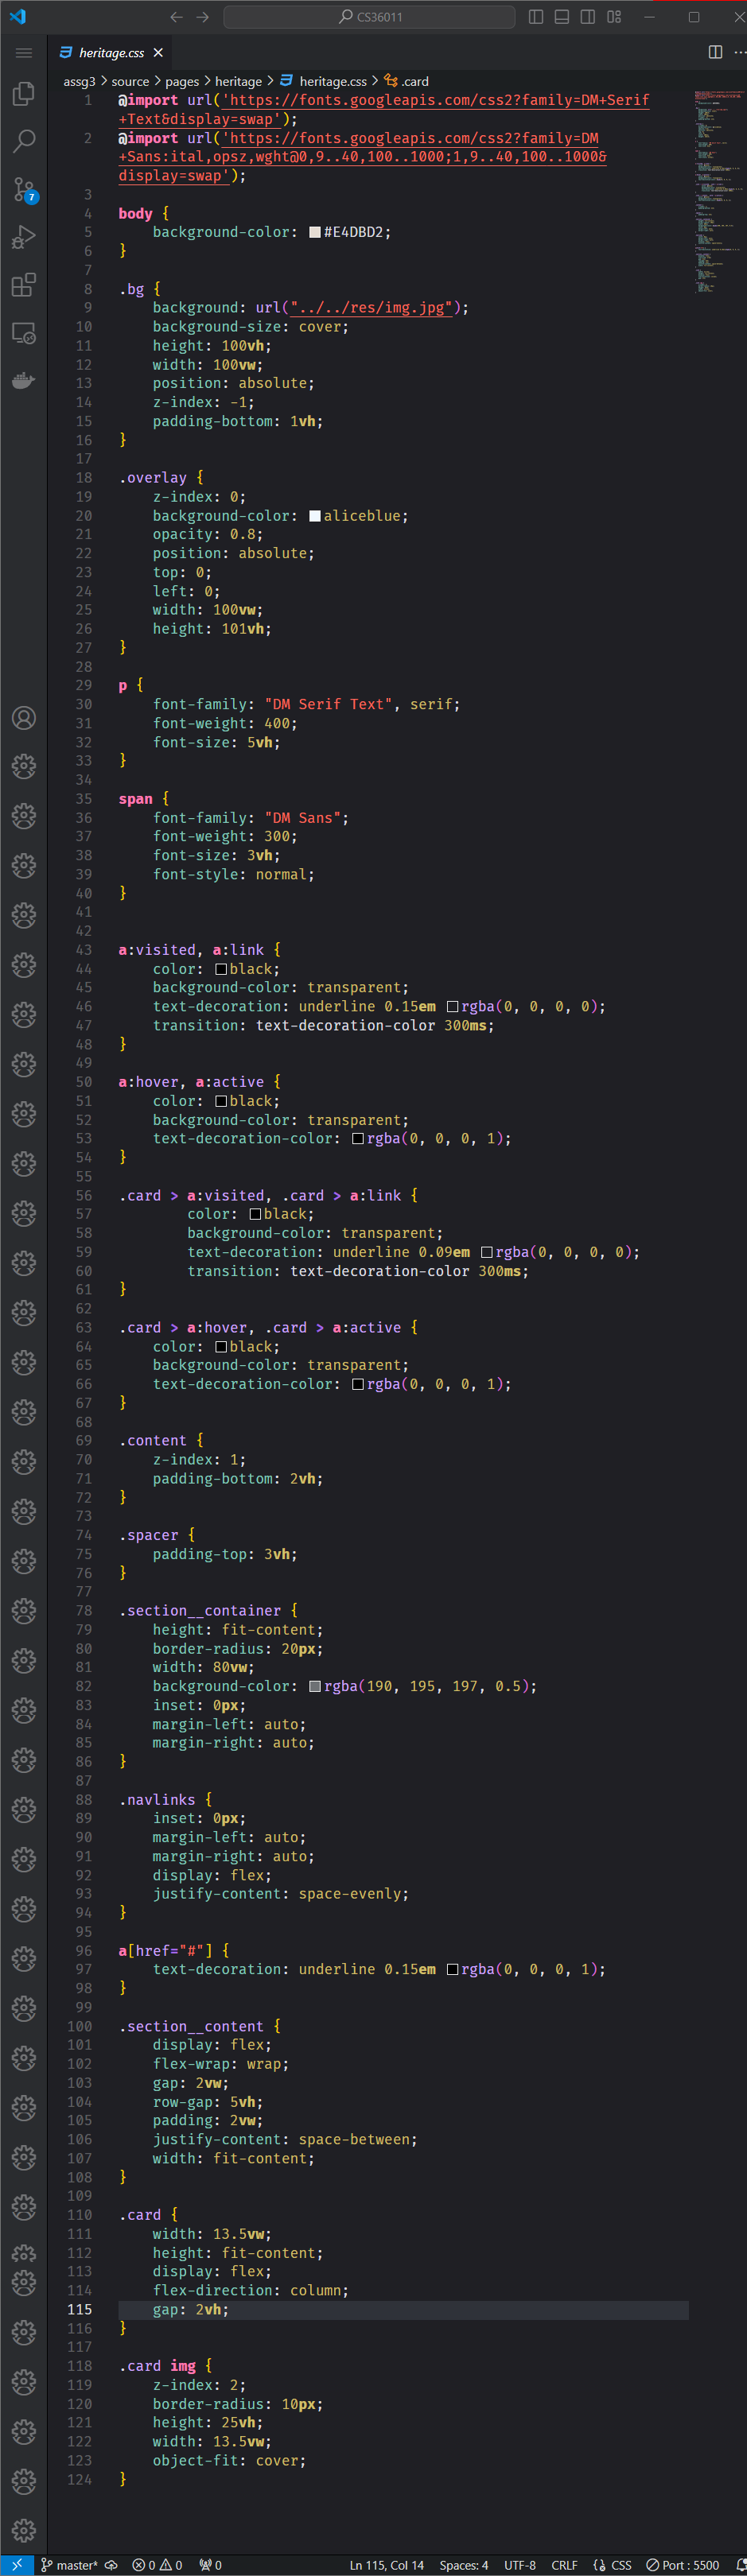 CS36011
heritage.css
assg3 > source > pages > heritage > heritage.css > .card
1 @import url('https://fonts.googleapis.com/css2?family=DM+Serif
+Text&display=swap');
2 @import url('https://fonts.googleapis.com/css2?family=DM
+Sans:ital,opsz,wght@0,9..40,100..1000;1,9..40,100..1000&
display=swap');
3
4 body {
5 background-color: #E4DBD2;
6 }
7
8 .bg {
9 background: url("../../res/img.jpg");
10 background-size: cover;
11 height: 100vh;
12 width: 100vw;
13 position: absolute;
14 z-index: -1;
15 padding-bottom: 1vh;
16 }
17
18 .overlay {
19 z-index: 0;
20 background-color: aliceblue;
21 opacity: 0.8;
22 position: absolute;
23 top: 0;
24 left: 0;
25 width: 100vw;
26 height: 101vh;
27 }
28
29 p {
30 font-family: "DM Serif Text", serif;
31 font-weight: 400;
32 font-size: 5vh;
33 }
34
35 span {
36 font-family: "DM Sans";
37 font-weight: 300;
38 font-size: 3vh;
39 font-style: normal;
40 }
41
42
43 a:visited, a:link {
44 color: black;
45 background-color: transparent;
46 text-decoration: underline 0.15em rgba(0, 0, 0, 0);
47 transition: text-decoration-color 300ms;
48 }
49
50 a:hover, a:active {
51 color: black;
52 background-color: transparent;
53 text-decoration-color: rgba(0, 0, 0, 1);
54 }
55
56 .card > a:visited, .card > a:link {
57 color: black;
58 background-color: transparent;
59 text-decoration: underline 0.09em rgba(0, 0, 0, 0);
60 transition: text-decoration-color 300ms;
61 }
62
63 .card > a:hover, .card > a:active {
64 color: black;
65 background-color: transparent;
66 text-decoration-color: rgba(0, 0, 0, 1);
67 }
68
69 .content {
70 z-index: 1;
71 padding-bottom: 2vh;
72 }
73
74 .spacer {
75 padding-top: 3vh;
76 }
77
78 .section__container {
79 height: fit-content;
80 border-radius: 20px;
81 width: 80vw;
82 background-color: rgba(190, 195, 197, 0.5);
83 inset: 0px;
84 margin-left: auto;
85 margin-right: auto;
86 }
87
88 .navlinks {
89 inset: 0px;
90 margin-left: auto;
91 margin-right: auto;
92 display: flex;
93 justify-content: space-evenly;
94 }
95
96 a[href="#"] {
97 text-decoration: underline 0.15em rgba(0, 0, 0, 1);
98 }
99
100 .section__content {
101 display: flex;
102 flex-wrap: wrap;
103 gap: 2vw;
104 row-gap: 5vh;
105 padding: 2vw;
106 justify-content: space-between;
107 width: fit-content;
108 }
109
110 .card {
111 width: 13.5vw;
112 height: fit-content;
113 display: flex;
114 flex-direction: column;
115 gap: 2vh;
116 }
117
118 .card img {
119 z-index: 2;
120 border-radius: 10px;
121 height: 25vh;
122 width: 13.5vw;
123 object-fit: cover;
124 }
7
master* 0 0 0 Ln 115, Col 14 Spaces: 4 UTF-8 CRLF CSS Port : 5500